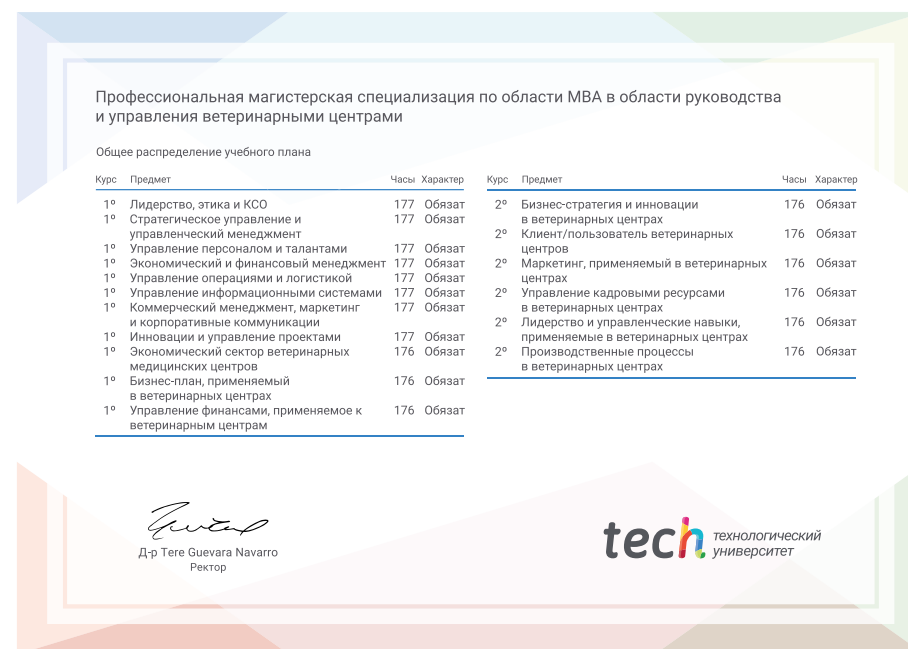 Профессиональная магистерская специализация по области MBA в области руководства
и управления ветеринарными центрами
Общее распределение учебного плана
Курс Предмет Часы Характер
1º Лидерство, этика и КСО 177 Обязат
1º Стратегическое управление и 177 Обязат
управленческий менеджмент
1º Управление персоналом и талантами 177 Обязат
1º Экономический и финансовый менеджмент 177 Обязат
1º Управление операциями и логистикой 177 Обязат
1º Управление информационными системами 177 Обязат
1º Коммерческий менеджмент, маркетинг 177 Обязат
и корпоративные коммуникации
1º Инновации и управление проектами 177 Обязат
1º Экономический сектор ветеринарных 176 Обязат
медицинских центров
1º Бизнес-план, применяемый 176 Обязат
в ветеринарных центрах
1º Управление финансами, применяемое к 176 Обязат
ветеринарным центрам
Курс Предмет Часы Характер
2º Бизнес-стратегия и инновации 176 Обязат
в ветеринарных центрах
2º Клиент/пользователь ветеринарных 176 Обязат
центров
2º Маркетинг, применяемый в ветеринарных 176 Обязат
центрах
2º Управление кадровыми ресурсами 176 Обязат
в ветеринарных центрах
2º Лидерство и управленческие навыки, 176 Обязат
применяемые в ветеринарных центрах
2º Производственные процессы 176 Обязат
в ветеринарных центрах
Д-р Tere Guevara Navarro
Ректор
tech технологический
университет